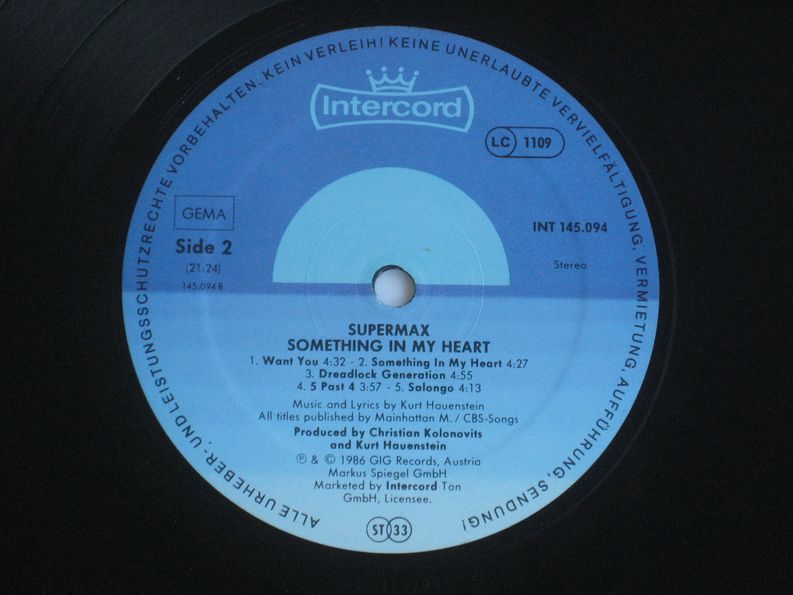 ALLE URHEBER- UND LEISTUNGSSCHUTZRECHTE VORBEHALTEN. KEIN VERLEIH! KEINE UNERLAUBTE VERVIELFÄLTIGUNG, VERMIETUNG, AUFFÜHRUNG, SENDUNG!
Intercord
LC 1109
GEMA
Side 2
(21:24)
145.094 B
INT 145.094
Stereo
SUPERMAX
SOMETHING IN MY HEART
1. Want You 4:32 - 2. Something In My Heart 4:27
3. Dreadlock Generation 4:55
4. 5 Past 4 3:57 - 5. Salongo 4:13
Music and Lyrics by Kurt Hauenstein
All titles published by Mainhattan M. / CBS-Songs
Produced by Christian Kolonovits
and Kurt Hauenstein
℗ & © 1986 GIG Records, Austria
Markus Spiegel GmbH
Marketed by Intercord Ton
GmbH, Licensee.
ST 33